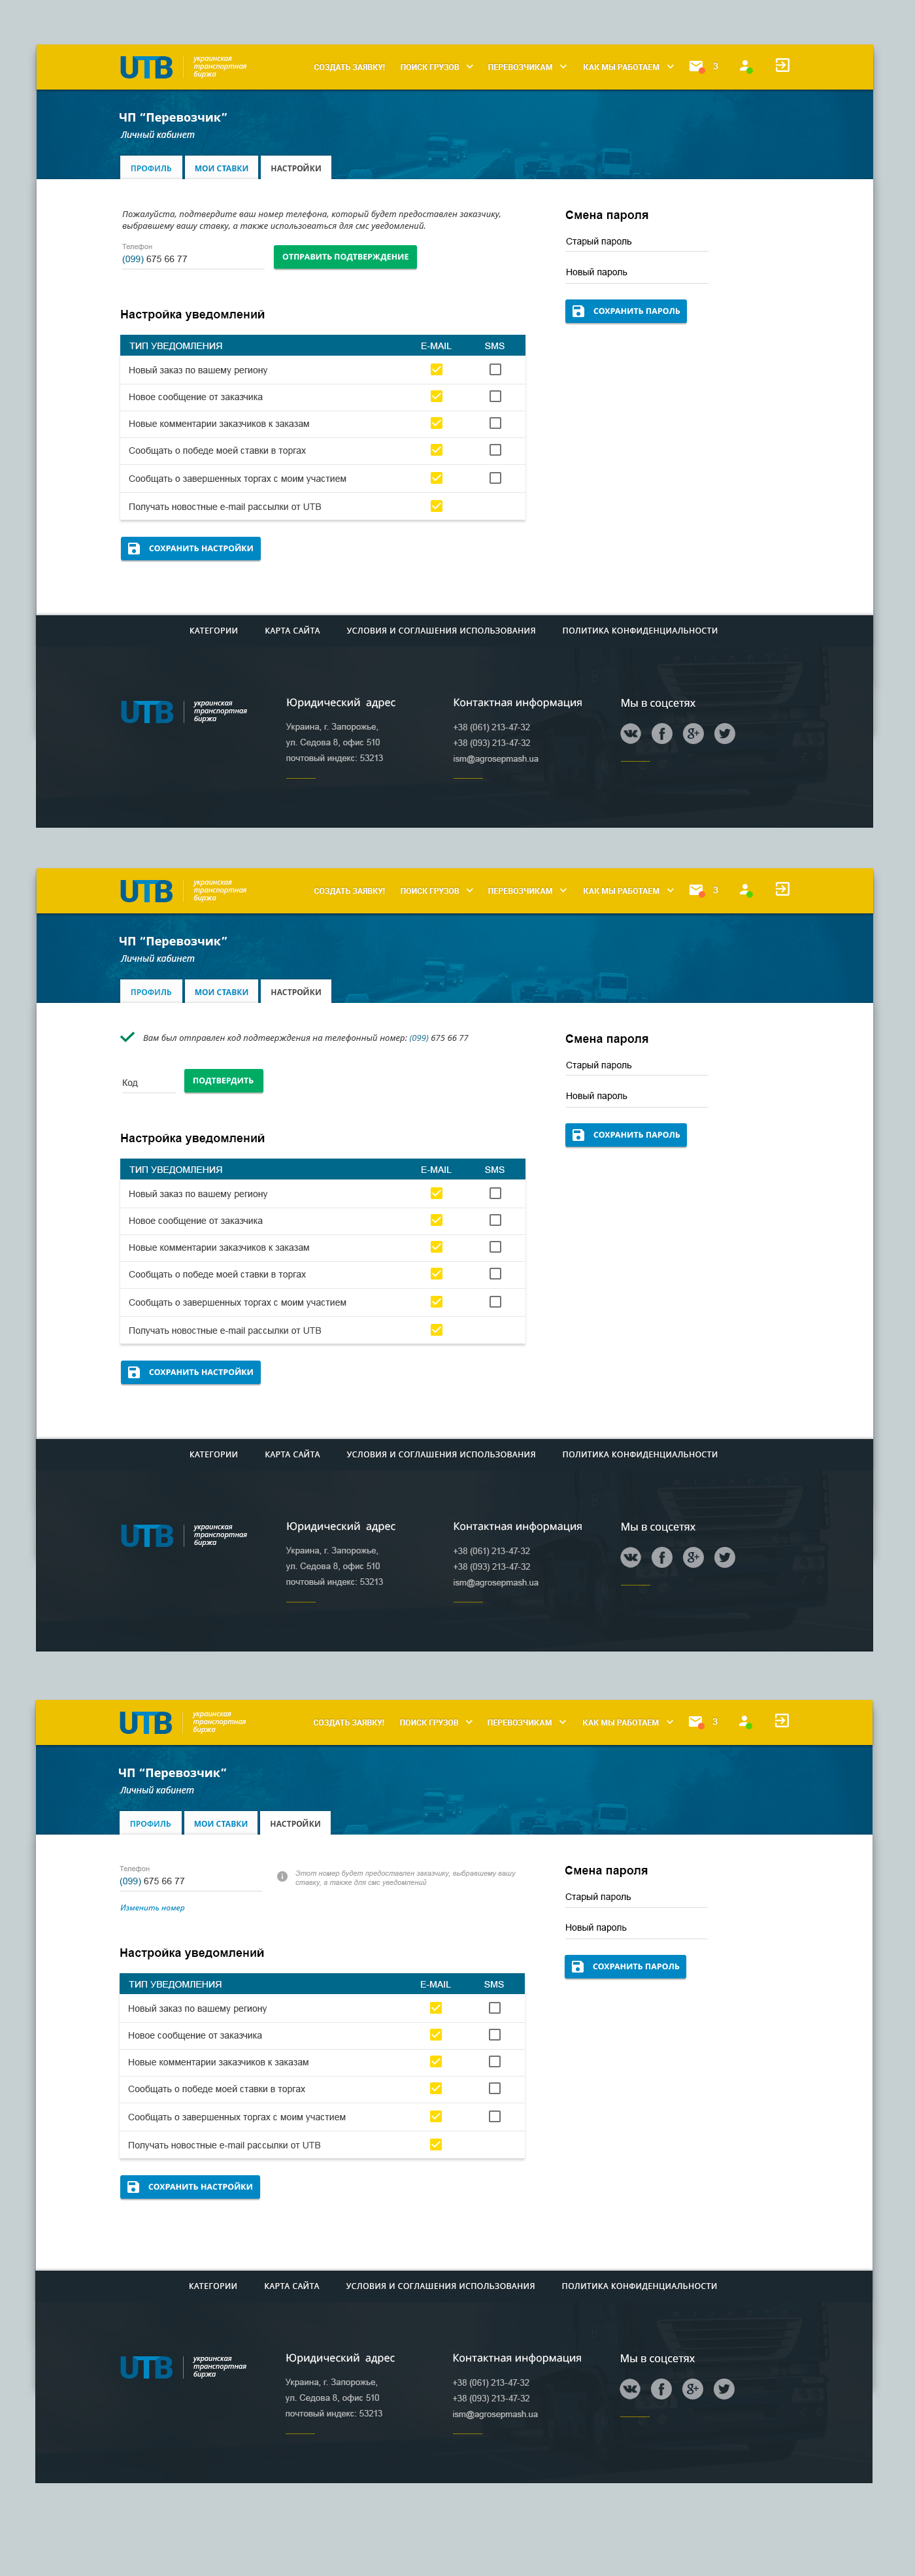 UTB
украинская
транспортная
биржа
СОЗДАТЬ ЗАЯВКУ! ПОИСК ГРУЗОВ ПЕРЕВОЗЧИКАМ КАК МЫ РАБОТАЕМ 3
ЧП “Перевозчик”
Личный кабинет
ПРОФИЛЬ МОИ СТАВКИ НАСТРОЙКИ
Пожалуйста, подтвердите ваш номер телефона, который будет предоставлен заказчику,
выбравшему вашу ставку, а также использоваться для смс уведомлений.
Телефон
(099) 675 66 77
ОТПРАВИТЬ ПОДТВЕРЖДЕНИЕ
Смена пароля
Старый пароль
Новый пароль
СОХРАНИТЬ ПАРОЛЬ
Настройка уведомлений
ТИП УВЕДОМЛЕНИЯ E-MAIL SMS
Новый заказ по вашему региону
Новое сообщение от заказчика
Новые комментарии заказчиков к заказам
Сообщать о победе моей ставки в торгах
Сообщать о завершенных торгах с моим участием
Получать новостные e-mail рассылки от UTB
СОХРАНИТЬ НАСТРОЙКИ
КАТЕГОРИИ КАРТА САЙТА УСЛОВИЯ И СОГЛАШЕНИЯ ИСПОЛЬЗОВАНИЯ ПОЛИТИКА КОНФИДЕНЦИАЛЬНОСТИ
UTB
украинская
транспортная
биржа
Юридический адрес
Украина, г. Запорожье,
ул. Седова 8, офис 510
почтовый индекс: 53213
Контактная информация
+38 (061) 213-47-32
+38 (093) 213-47-32
ism@agrosepmash.ua
Мы в соцсетях
UTB
украинская
транспортная
биржа
СОЗДАТЬ ЗАЯВКУ! ПОИСК ГРУЗОВ ПЕРЕВОЗЧИКАМ КАК МЫ РАБОТАЕМ 3
ЧП “Перевозчик”
Личный кабинет
ПРОФИЛЬ МОИ СТАВКИ НАСТРОЙКИ
Вам был отправлен код подтверждения на телефонный номер: (099) 675 66 77
Код
ПОДТВЕРДИТЬ
Смена пароля
Старый пароль
Новый пароль
СОХРАНИТЬ ПАРОЛЬ
Настройка уведомлений
ТИП УВЕДОМЛЕНИЯ E-MAIL SMS
Новый заказ по вашему региону
Новое сообщение от заказчика
Новые комментарии заказчиков к заказам
Сообщать о победе моей ставки в торгах
Сообщать о завершенных торгах с моим участием
Получать новостные e-mail рассылки от UTB
СОХРАНИТЬ НАСТРОЙКИ
КАТЕГОРИИ КАРТА САЙТА УСЛОВИЯ И СОГЛАШЕНИЯ ИСПОЛЬЗОВАНИЯ ПОЛИТИКА КОНФИДЕНЦИАЛЬНОСТИ
UTB
украинская
транспортная
биржа
Юридический адрес
Украина, г. Запорожье,
ул. Седова 8, офис 510
почтовый индекс: 53213
Контактная информация
+38 (061) 213-47-32
+38 (093) 213-47-32
ism@agrosepmash.ua
Мы в соцсетях
UTB
украинская
транспортная
биржа
СОЗДАТЬ ЗАЯВКУ! ПОИСК ГРУЗОВ ПЕРЕВОЗЧИКАМ КАК МЫ РАБОТАЕМ 3
ЧП “Перевозчик”
Личный кабинет
ПРОФИЛЬ МОИ СТАВКИ НАСТРОЙКИ
Телефон
(099) 675 66 77
Изменить номер
Этот номер будет предоставлен заказчику, выбравшему вашу
ставку, а также для смс уведомлений
Смена пароля
Старый пароль
Новый пароль
СОХРАНИТЬ ПАРОЛЬ
Настройка уведомлений
ТИП УВЕДОМЛЕНИЯ E-MAIL SMS
Новый заказ по вашему региону
Новое сообщение от заказчика
Новые комментарии заказчиков к заказам
Сообщать о победе моей ставки в торгах
Сообщать о завершенных торгах с моим участием
Получать новостные e-mail рассылки от UTB
СОХРАНИТЬ НАСТРОЙКИ
КАТЕГОРИИ КАРТА САЙТА УСЛОВИЯ И СОГЛАШЕНИЯ ИСПОЛЬЗОВАНИЯ ПОЛИТИКА КОНФИДЕНЦИАЛЬНОСТИ
UTB
украинская
транспортная
биржа
Юридический адрес
Украина, г. Запорожье,
ул. Седова 8, офис 510
почтовый индекс: 53213
Контактная информация
+38 (061) 213-47-32
+38 (093) 213-47-32
ism@agrosepmash.ua
Мы в соцсетях